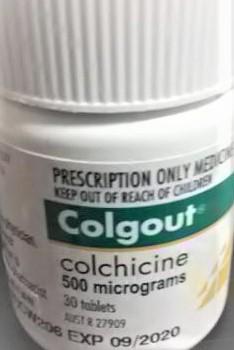 PRESCRIPTION ONLY MEDICINE
KEEP OUT OF REACH OF CHILDREN
Colgout®
colchicine
500 micrograms
30 tablets
AUST R 27909
EXP 09/2020